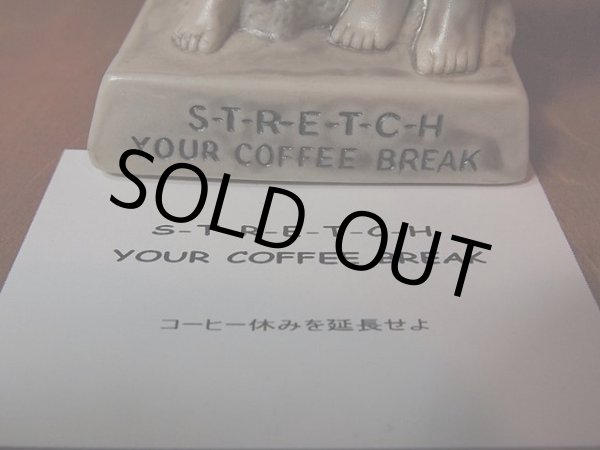 S-T-R-E-T-C-H
YOUR COFFEE BREAK
SOLD OUT
S-T-R-E-T-C-H
YOUR COFFEE BREAK
コーヒー休みを延長せよ